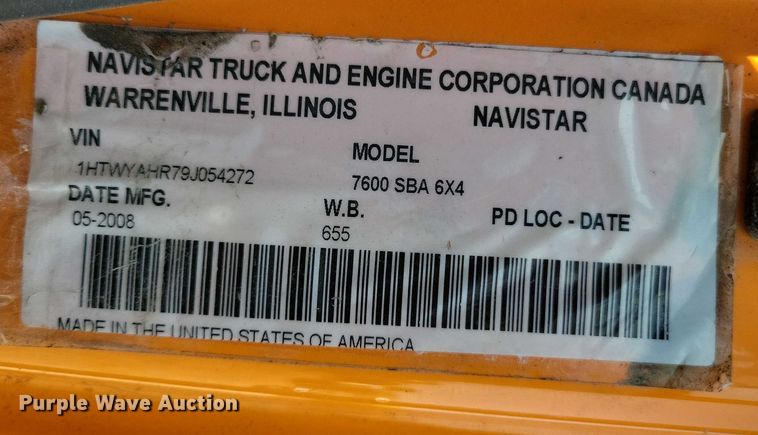 NAVISTAR TRUCK AND ENGINE CORPORATION CANADA
WARRENVILLE, ILLINOIS NAVISTAR
VIN MODEL
1HTWYAHR79J054272 7600 SBA 6X4
DATE MFG. W.B. PD LOC - DATE
05-2008 655
MADE IN THE UNITED STATES OF AMERICA
Purple Wave Auction